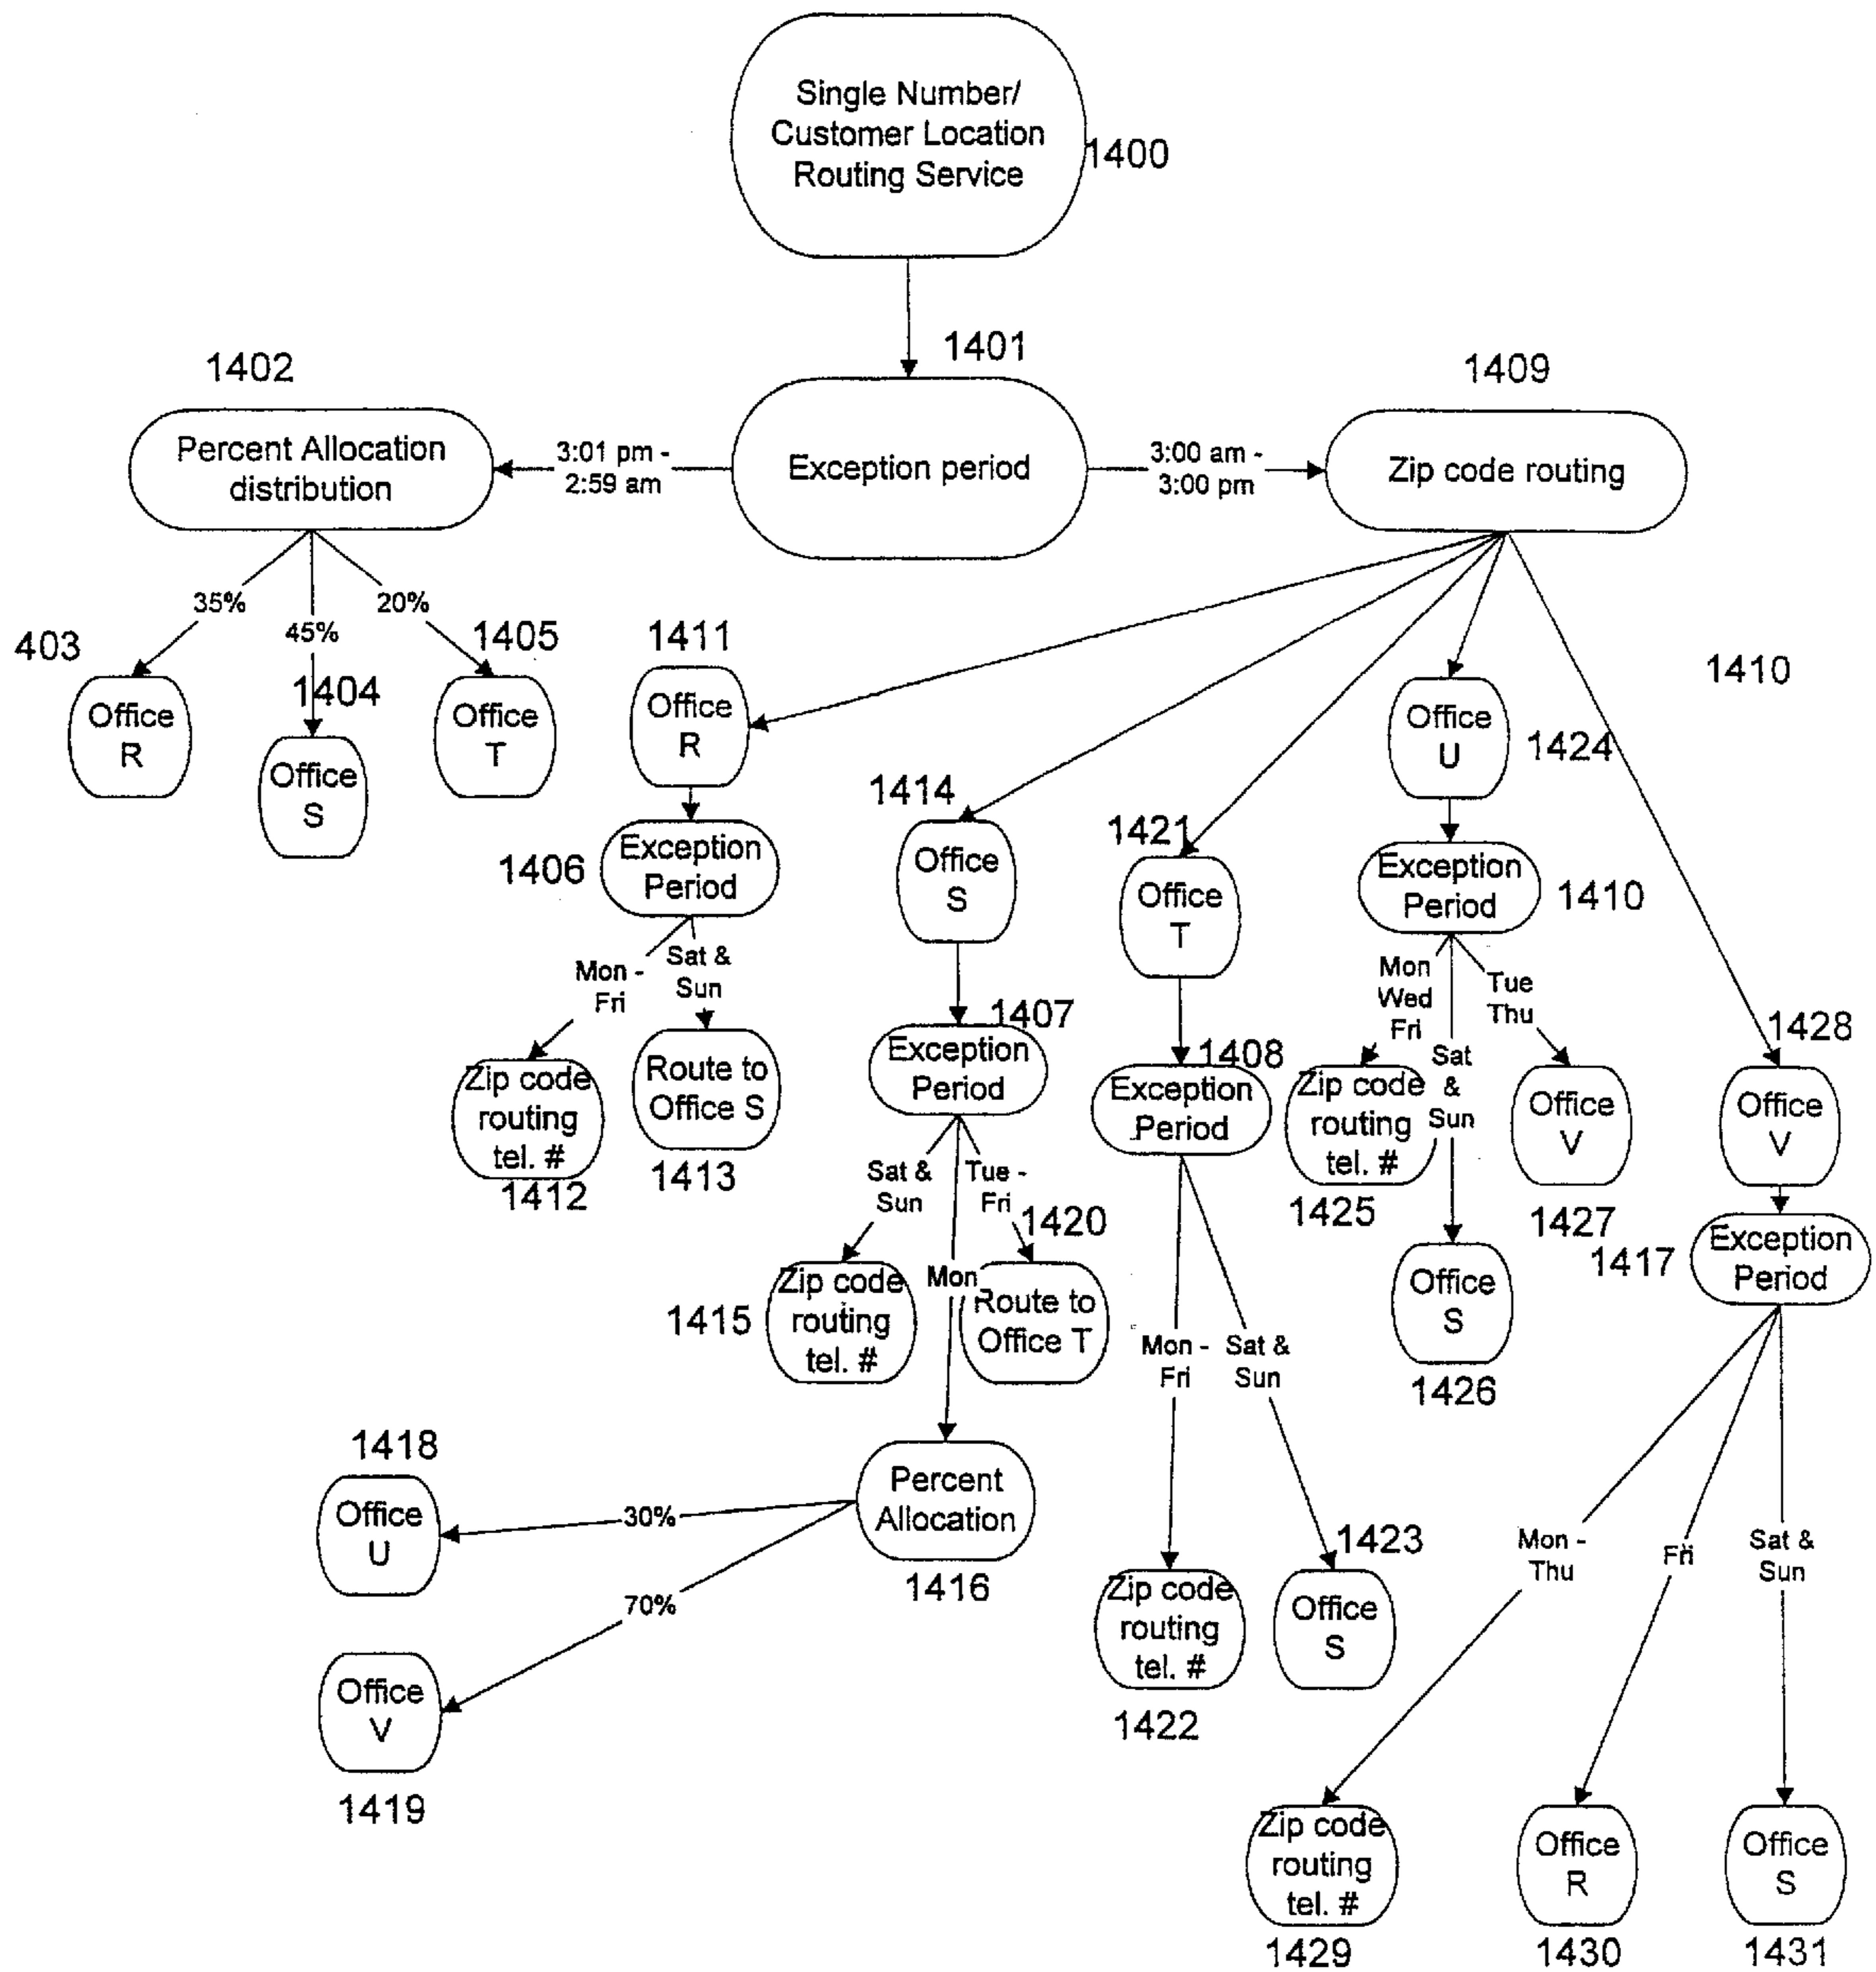 Single Number/
Customer Location
Routing Service
1400
1401
1402
1409
Percent Allocation
distribution
3:01 pm -
2:59 am
Exception period
3:00 am -
3:00 pm
Zip code routing
35%
45%
20%
403
1404
1405
Office
R
Office
S
Office
T
1411
Office
R
1406
Exception
Period
Mon -
Fri
Sat &
Sun
Zip code
routing
tel. #
1412
Route to
Office S
1413
1414
Office
S
1407
Exception
Period
Sat &
Sun
Mon
Tue -
Fri
1420
1415
Zip code
routing
tel. #
Route to
Office T
Percent
Allocation
1416
30%
70%
1418
Office
U
Office
V
1419
1421
Office
T
1408
Exception
Period
Mon -
Fri
Sat &
Sun
Zip code
routing
tel. #
1422
1423
Office
S
1410
Office
U
1424
Exception
Period
1410
Mon
Wed
Fri
Sat
&
Sun
Tue
Thu
Zip code
routing
tel. #
1425
Office
S
1426
Office
V
1427
1428
Office
V
1417
Exception
Period
Mon -
Thu
Fri
Sat &
Sun
Zip code
routing
tel. #
1429
Office
R
1430
Office
S
1431